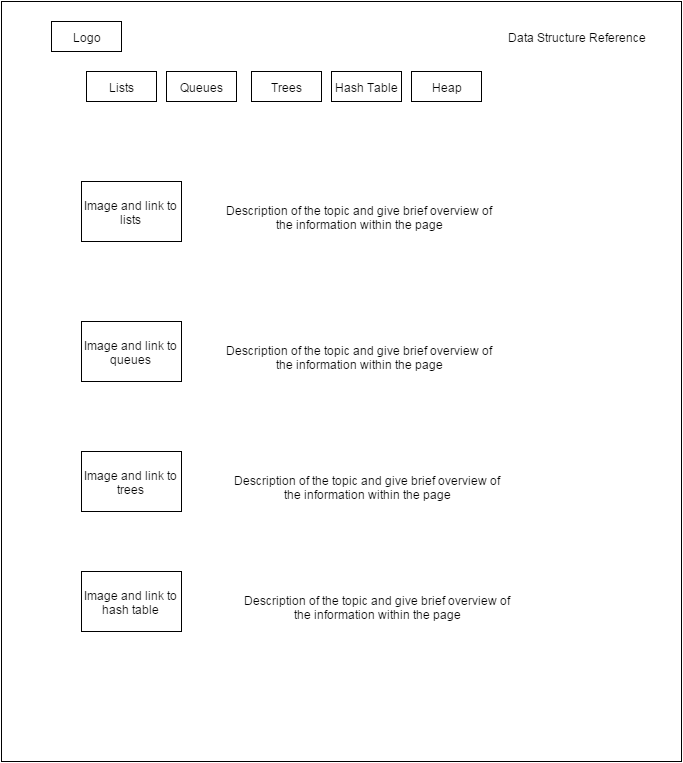 Logo
Data Structure Reference
Lists
Queues
Trees
Hash Table
Heap
Image and link to
lists
Description of the topic and give brief overview of
the information within the page
Image and link to
queues
Description of the topic and give brief overview of
the information within the page
Image and link to
trees
Description of the topic and give brief overview of
the information within the page
Image and link to
hash table
Description of the topic and give brief overview of
the information within the page